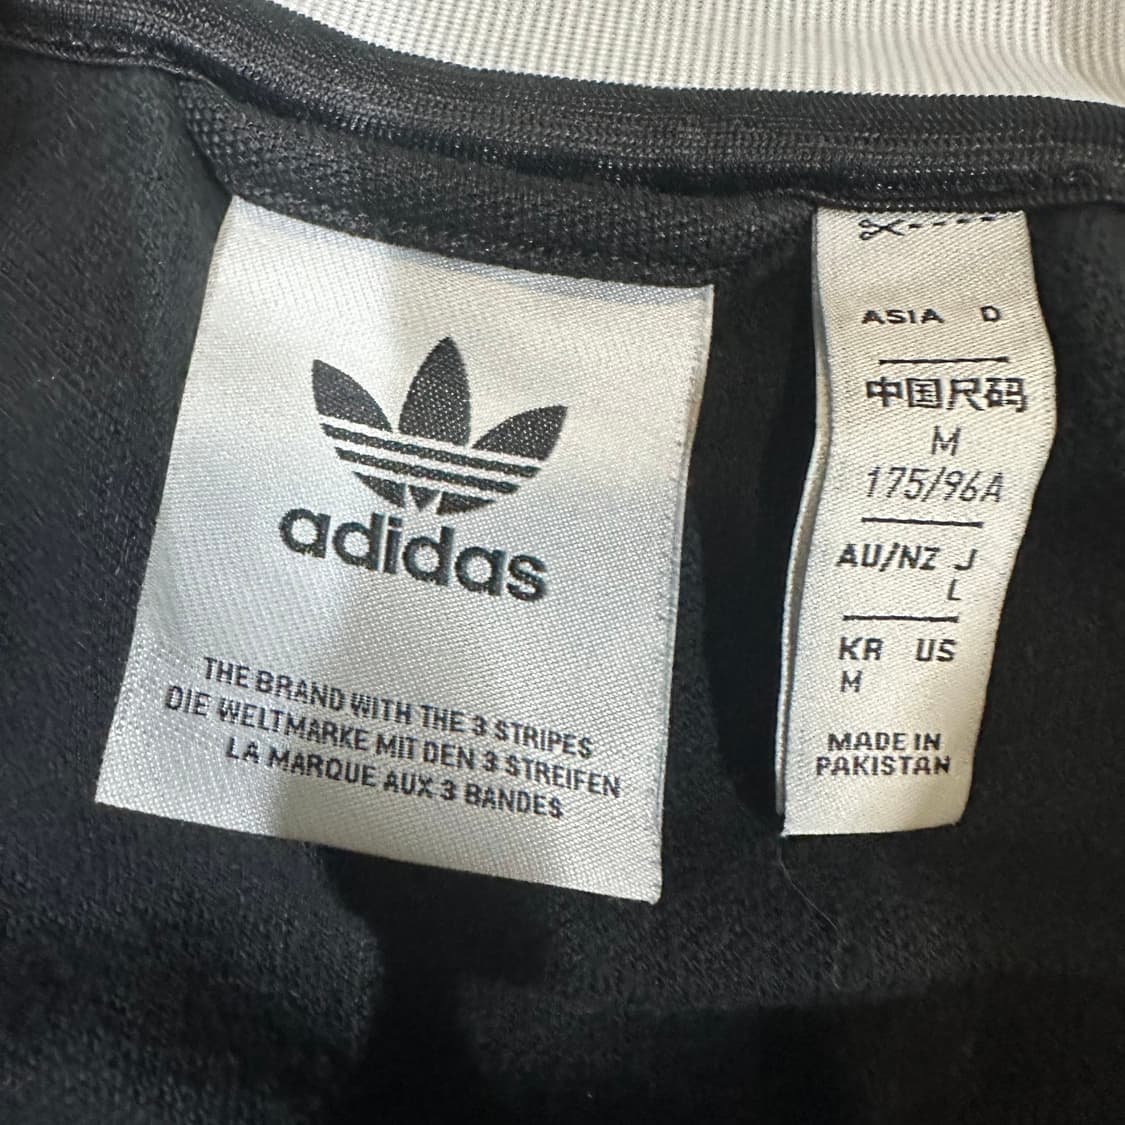 adidas
THE BRAND WITH THE 3 STRIPES
DIE WELTMARKE MIT DEN 3 STREIFEN
LA MARQUE AUX 3 BANDES
ASIA D
中国尺码
M
175/96A
AU/NZ J
L
KR US
M
MADE IN
PAKISTAN